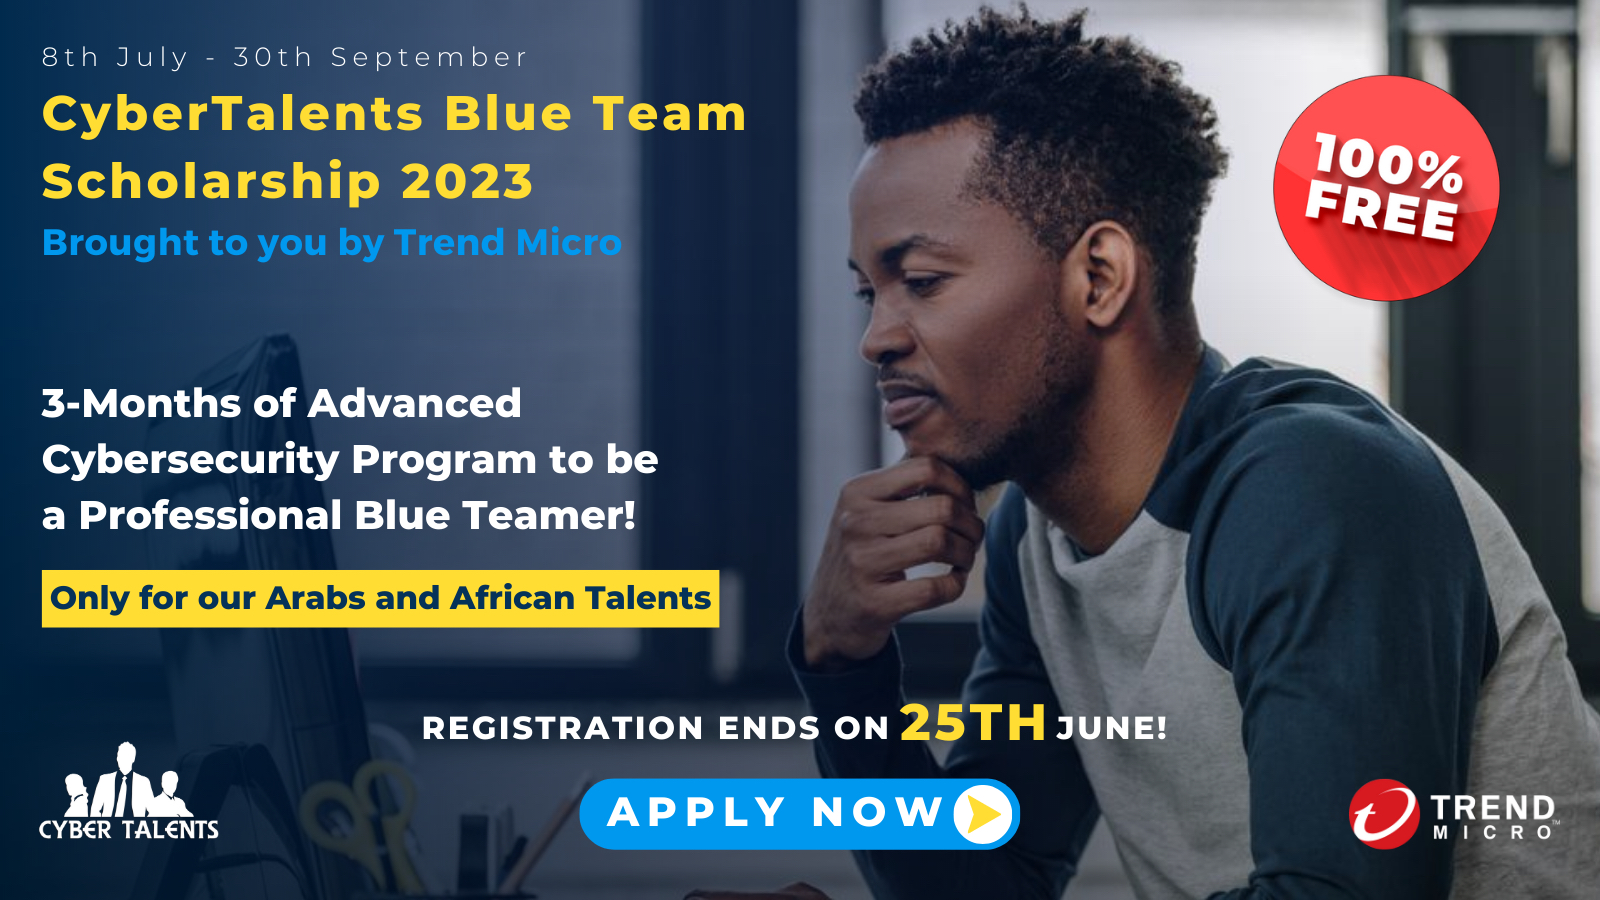 8th July - 30th September
CyberTalents Blue Team
Scholarship 2023
Brought to you by Trend Micro
100%
FREE
3-Months of Advanced
Cybersecurity Program to be
a Professional Blue Teamer!
Only for our Arabs and African Talents
REGISTRATION ENDS ON 25TH JUNE!
APPLY NOW
CYBER TALENTS
TREND
MICRO™